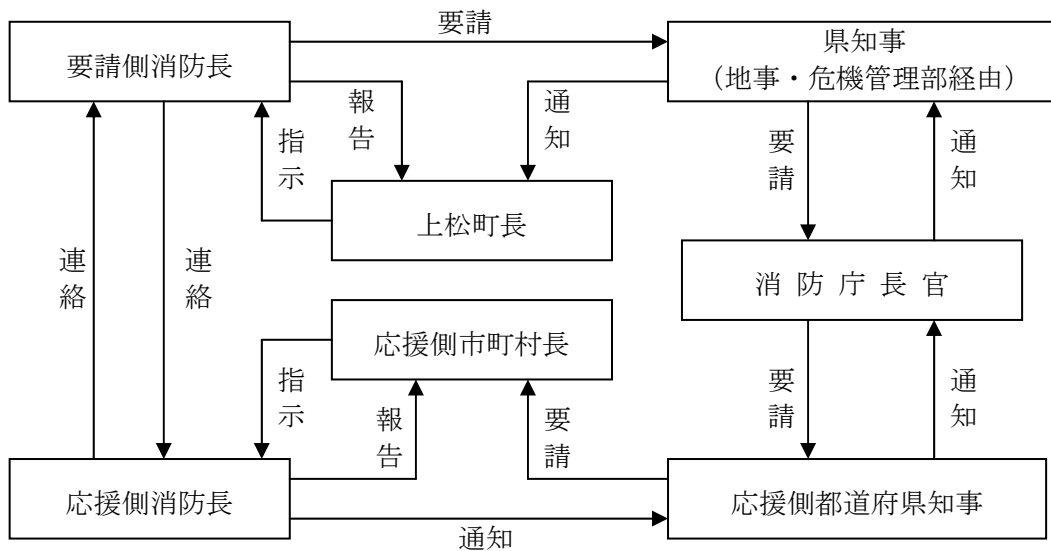 要請
要請側消防長
県知事
（地事・危機管理部経由）
報告
通知
指示
要請
通知
上松町長
連絡
連絡
消 防 庁 長 官
応援側市町村長
指示
報告
要請
要請
通知
応援側消防長
応援側都道府県知事
通知